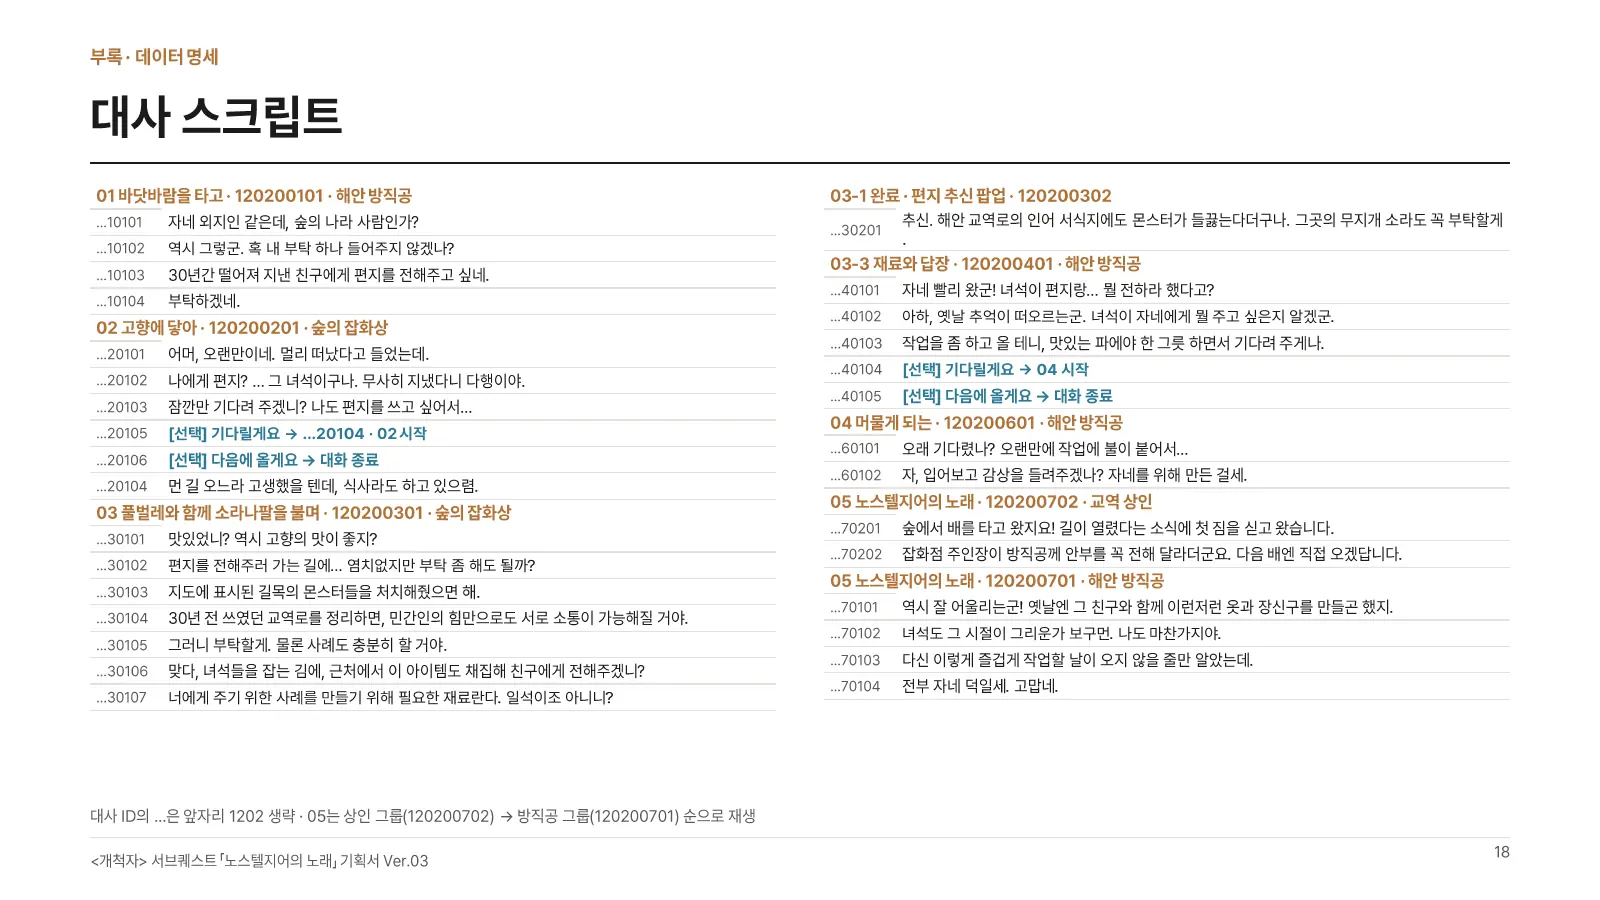 부록 · 데이터 명세
대사 스크립트
01 바닷바람을 타고 · 120200101 · 해안 방직공
...10101 자네 외지인 같은데, 숲의 나라 사람인가?
...10102 역시 그렇군. 혹 내 부탁 하나 들어주지 않겠나?
...10103 30년간 떨어져 지낸 친구에게 편지를 전해주고 싶네.
...10104 부탁하겠네.
02 고향에 닿아 · 120200201 · 숲의 잡화상
...20101 어머, 오랜만이네. 멀리 떠났다고 들었는데.
...20102 나에게 편지? ... 그 녀석이구나. 무사히 지냈다니 다행이야.
...20103 잠깐만 기다려 주겠니? 나도 편지를 쓰고 싶어서...
...20105 [선택] 기다릴게요 → ...20104 · 02 시작
...20106 [선택] 다음에 올게요 → 대화 종료
...20104 먼 길 오느라 고생했을 텐데, 식사라도 하고 있으렴.
03 풀벌레와 함께 소라나팔을 불며 · 120200301 · 숲의 잡화상
...30101 맛있었니? 역시 고향의 맛이 좋지?
...30102 편지를 전해주러 가는 길에... 염치없지만 부탁 좀 해도 될까?
...30103 지도에 표시된 길목의 몬스터들을 처치해줬으면 해.
...30104 30년 전 쓰였던 교역로를 정리하면, 민간인의 힘만으로도 서로 소통이 가능해질 거야.
...30105 그러니 부탁할게. 물론 사례도 충분히 할 거야.
...30106 맞다, 녀석들을 잡는 김에, 근처에서 이 아이템도 채집해 친구에게 전해주겠니?
...30107 너에게 주기 위한 사례를 만들기 위해 필요한 재료란다. 일석이조 아니니?
03-1 완료 · 편지 추신 팝업 · 120200302
...30201 추신. 해안 교역로의 인어 서식지에도 몬스터가 들끓는다더구나. 그곳의 무지개 소라도 꼭 부탁할게
.
03-3 재료와 답장 · 120200401 · 해안 방직공
...40101 자네 빨리 왔군! 녀석이 편지랑... 뭘 전하라 했다고?
...40102 아하, 옛날 추억이 떠오르는군. 녀석이 자네에게 뭘 주고 싶은지 알겠군.
...40103 작업을 좀 하고 올 테니, 맛있는 파에야 한 그릇 하면서 기다려 주게나.
...40104 [선택] 기다릴게요 → 04 시작
...40105 [선택] 다음에 올게요 → 대화 종료
04 머물게 되는 · 120200601 · 해안 방직공
...60101 오래 기다렸나? 오랜만에 작업에 불이 붙어서...
...60102 자, 입어보고 감상을 들려주겠나? 자네를 위해 만든 걸세.
05 노스텔지어의 노래 · 120200702 · 교역 상인
...70201 숲에서 배를 타고 왔지요! 길이 열렸다는 소식에 첫 짐을 싣고 왔습니다.
...70202 잡화점 주인장이 방직공께 안부를 꼭 전해 달라더군요. 다음 배엔 직접 오겠답니다.
05 노스텔지어의 노래 · 120200701 · 해안 방직공
...70101 역시 잘 어울리는군! 옛날엔 그 친구와 함께 이런저런 옷과 장신구를 만들곤 했지.
...70102 녀석도 그 시절이 그리운가 보구먼. 나도 마찬가지야.
...70103 다신 이렇게 즐겁게 작업할 날이 오지 않을 줄만 알았는데.
...70104 전부 자네 덕일세. 고맙네.
대사 ID의 ...은 앞자리 1202 생략 · 05는 상인 그룹(120200702) → 방직공 그룹(120200701) 순으로 재생
<개척자> 서브퀘스트 「노스텔지어의 노래」 기획서 Ver.03
18